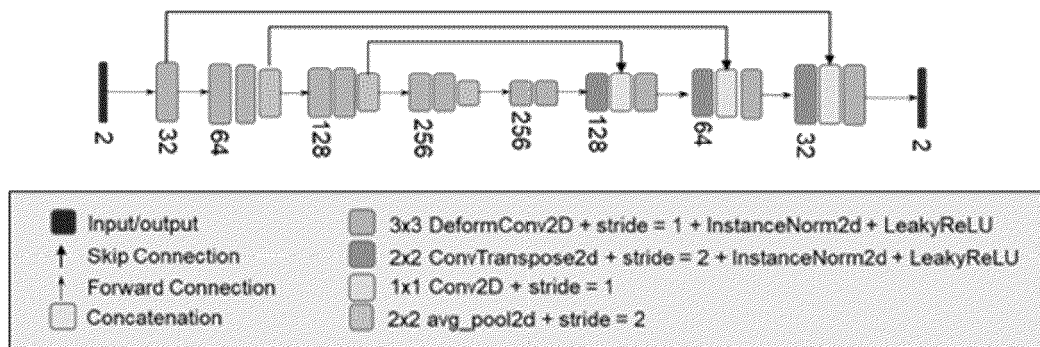 2
32
64
128
256
256
128
64
32
2
Input/output
Skip Connection
Forward Connection
Concatenation
3x3 DeformConv2D + stride = 1 + InstanceNorm2d + LeakyReLU
2x2 ConvTranspose2d + stride = 2 + InstanceNorm2d + LeakyReLU
1x1 Conv2D + stride = 1
2x2 avg_pool2d + stride = 2